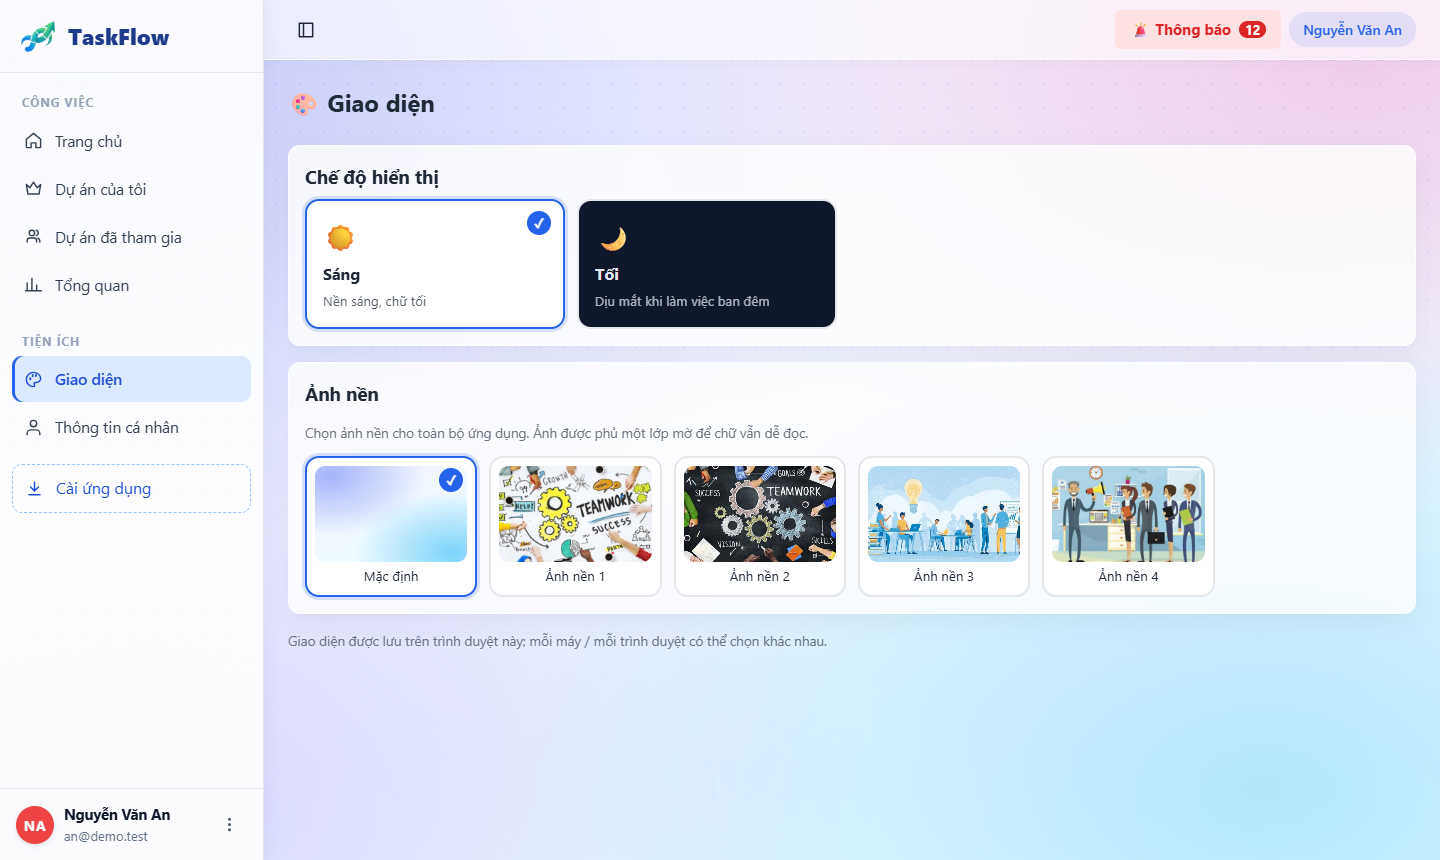 TaskFlow
Thông báo 12
Nguyễn Văn An
CÔNG VIỆC
Trang chủ
Dự án của tôi
Dự án đã tham gia
Tổng quan
TIỆN ÍCH
Giao diện
Thông tin cá nhân
Cài ứng dụng
NA
Nguyễn Văn An
an@demo.test
Giao diện
Chế độ hiển thị
Sáng
Nền sáng, chữ tối
Tối
Dịu mắt khi làm việc ban đêm
Ảnh nền
Chọn ảnh nền cho toàn bộ ứng dụng. Ảnh được phủ một lớp mờ để chữ vẫn dễ đọc.
Mặc định
GROWTH
HELP!
TEAMWORK
SUCCESS
Ảnh nền 1
GOALS
SUCCESS
TEAMWORK
VISION
SKILLS
Ảnh nền 2
Ảnh nền 3
Ảnh nền 4
Giao diện được lưu trên trình duyệt này; mỗi máy / mỗi trình duyệt có thể chọn khác nhau.